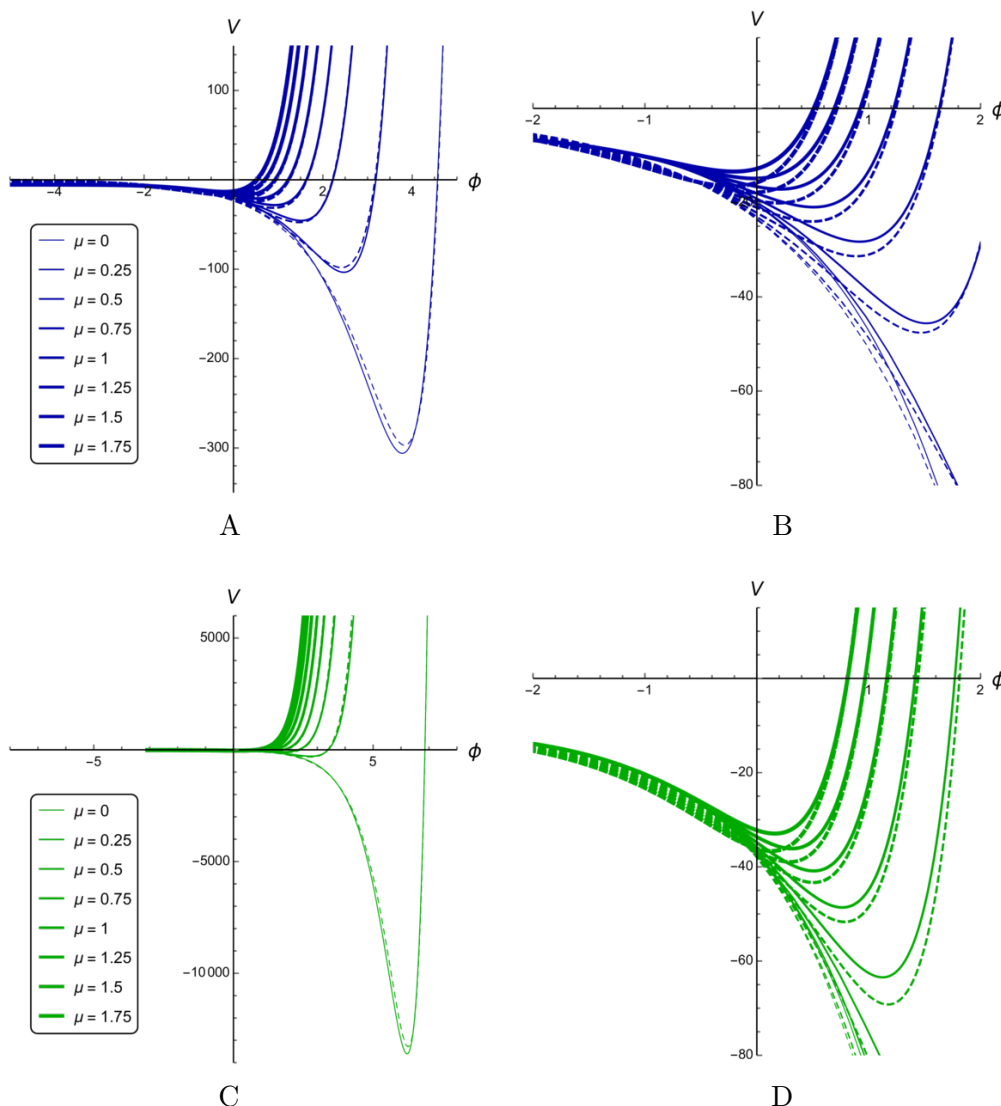 V
100
−4
−2
2
4
ϕ
−100
−200
−300
μ = 0
μ = 0.25
μ = 0.5
μ = 0.75
μ = 1
μ = 1.25
μ = 1.5
μ = 1.75
A
V
−2
−1
1
2
ϕ
−40
−60
−80
B
V
5000
−5
5
ϕ
−5000
−10000
μ = 0
μ = 0.25
μ = 0.5
μ = 0.75
μ = 1
μ = 1.25
μ = 1.5
μ = 1.75
C
V
−2
−1
1
2
ϕ
−20
−40
−60
−80
D